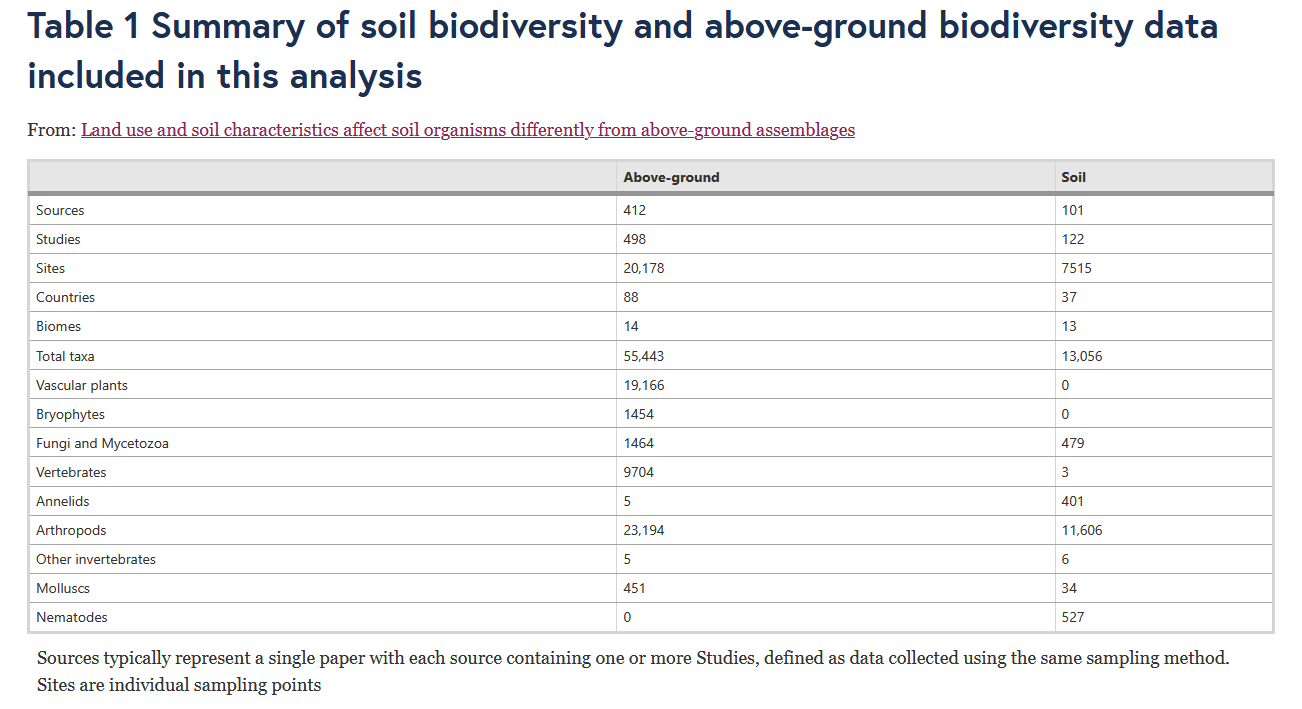 Table 1 Summary of soil biodiversity and above-ground biodiversity data
included in this analysis
From: Land use and soil characteristics affect soil organisms differently from above-ground assemblages
Above-ground Soil
Sources 412 101
Studies 498 122
Sites 20,178 7515
Countries 88 37
Biomes 14 13
Total taxa 55,443 13,056
Vascular plants 19,166 0
Bryophytes 1454 0
Fungi and Mycetozoa 1464 479
Vertebrates 9704 3
Annelids 5 401
Arthropods 23,194 11,606
Other invertebrates 5 6
Molluscs 451 34
Nematodes 0 527
Sources typically represent a single paper with each source containing one or more Studies, defined as data collected using the same sampling method.
Sites are individual sampling points